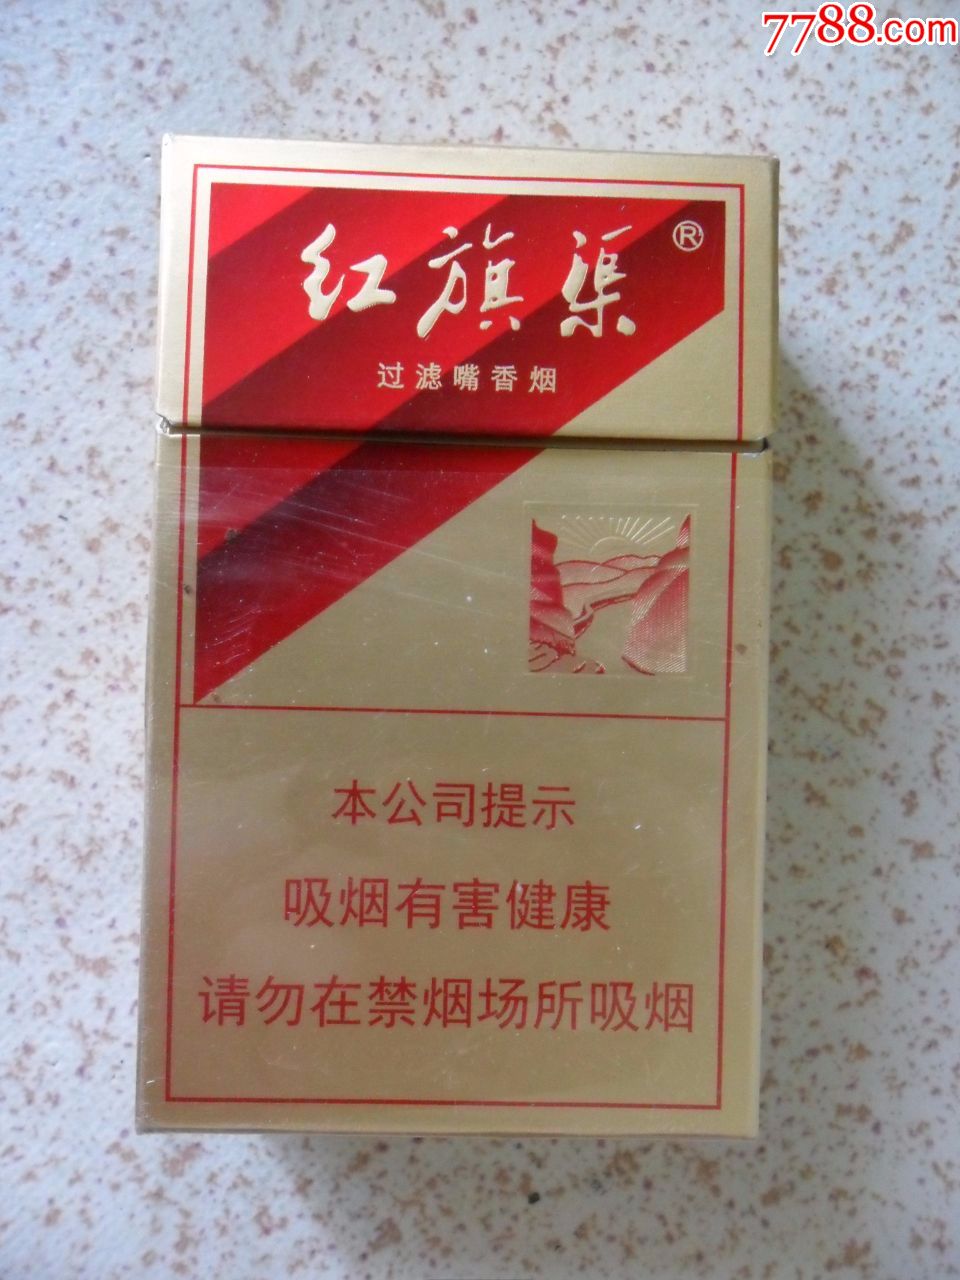 7788.com
红旗渠®
过滤嘴香烟
本公司提示
吸烟有害健康
请勿在禁烟场所吸烟